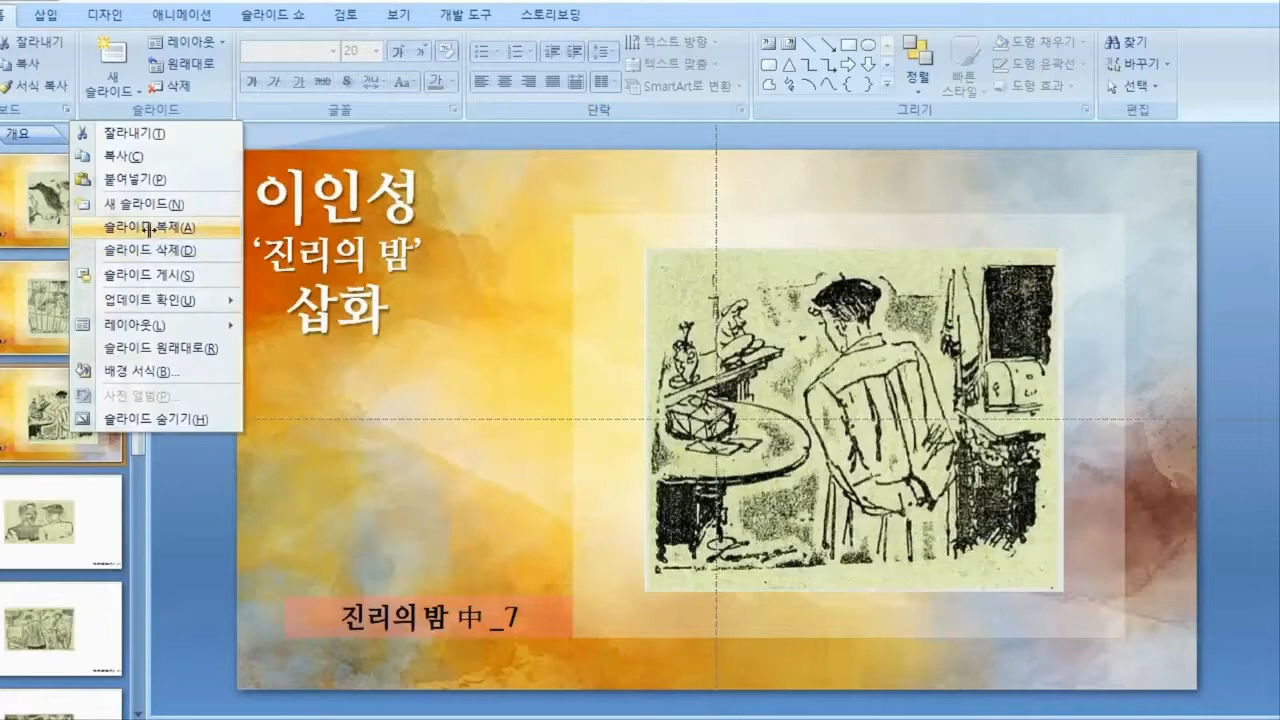 삽입 디자인 애니메이션 슬라이드 쇼 검토 보기 개발 도구 스토리보딩
잘라내기
복사
서식 복사
새
슬라이드
레이아웃
원래대로
삭제
슬라이드
20
가 가 가 가 S 가 Aa 가
글꼴
텍스트 방향
텍스트 맞춤
SmartArt로 변환
단락
정렬
빠른
스타일
도형 채우기
도형 윤곽선
도형 효과
그리기
찾기
바꾸기
선택
편집
개요
잘라내기(T)
복사(C)
붙여넣기(P)
새 슬라이드(N)
슬라이드 복제(A)
슬라이드 삭제(D)
슬라이드 게시(S)
업데이트 확인(U)
레이아웃(L)
슬라이드 원래대로(R)
배경 서식(B)...
사진 앨범(P)...
슬라이드 숨기기(H)
이인성
‘진리의 밤’
삽화
진리의 밤 中 _7